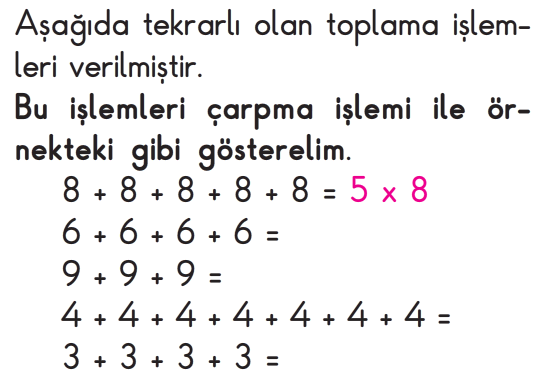 Aşağıda tekrarlı olan toplama işlem-
leri verilmiştir.
Bu işlemleri çarpma işlemi ile ör-
nekteki gibi gösterelim.
8 + 8 + 8 + 8 + 8 = 5 x 8
6 + 6 + 6 + 6 =
9 + 9 + 9 =
4 + 4 + 4 + 4 + 4 + 4 + 4 =
3 + 3 + 3 + 3 =